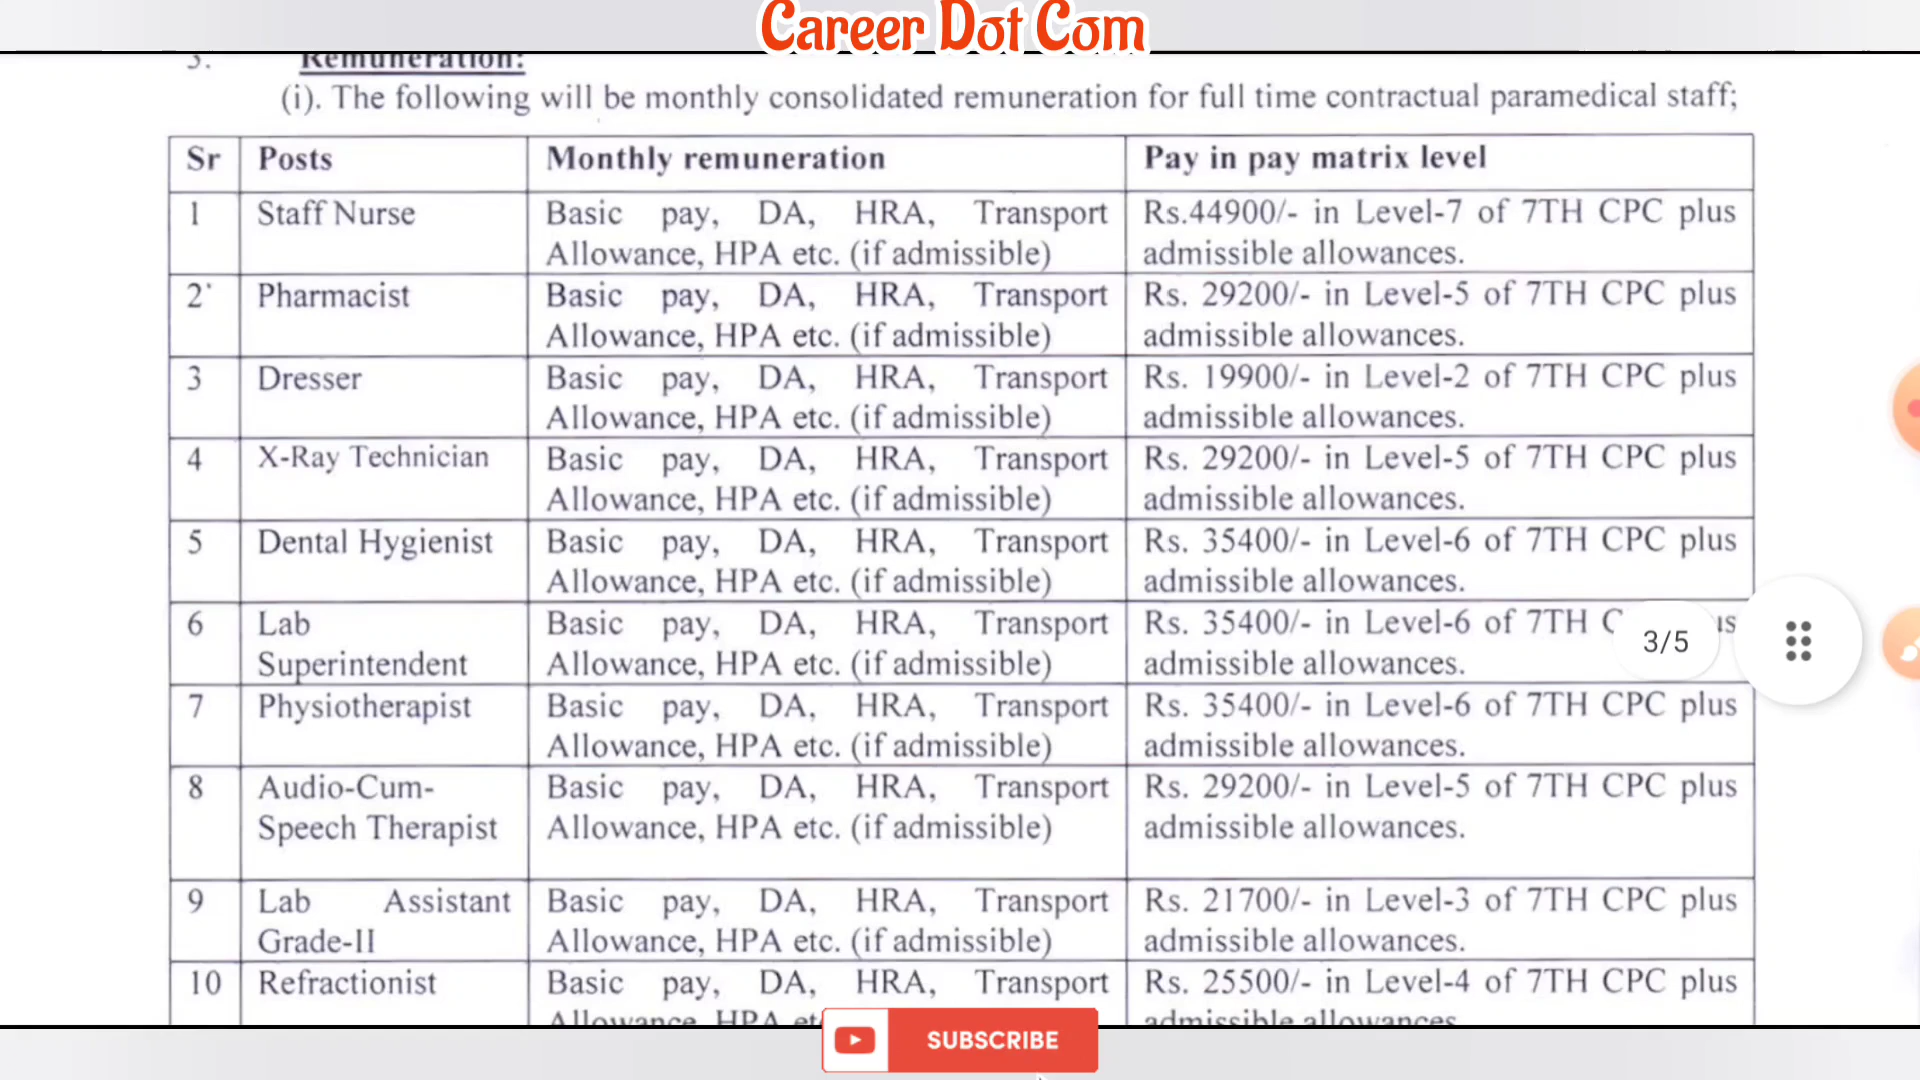 Career Dot Com
3. Remuneration:
(i). The following will be monthly consolidated remuneration for full time contractual paramedical staff;
Sr Posts Monthly remuneration Pay in pay matrix level
1 Staff Nurse Basic pay, DA, HRA, Transport Rs.44900/- in Level-7 of 7TH CPC plus
Allowance, HPA etc. (if admissible) admissible allowances.
2 Pharmacist Basic pay, DA, HRA, Transport Rs. 29200/- in Level-5 of 7TH CPC plus
Allowance, HPA etc. (if admissible) admissible allowances.
3 Dresser Basic pay, DA, HRA, Transport Rs. 19900/- in Level-2 of 7TH CPC plus
Allowance, HPA etc. (if admissible) admissible allowances.
4 X-Ray Technician Basic pay, DA, HRA, Transport Rs. 29200/- in Level-5 of 7TH CPC plus
Allowance, HPA etc. (if admissible) admissible allowances.
5 Dental Hygienist Basic pay, DA, HRA, Transport Rs. 35400/- in Level-6 of 7TH CPC plus
Allowance, HPA etc. (if admissible) admissible allowances.
6 Lab Basic pay, DA, HRA, Transport Rs. 35400/- in Level-6 of 7TH
Superintendent Allowance, HPA etc. (if admissible) admissible allowances.
3/5
7 Physiotherapist Basic pay, DA, HRA, Transport Rs. 35400/- in Level-6 of 7TH CPC plus
Allowance, HPA etc. (if admissible) admissible allowances.
8 Audio-Cum- Basic pay, DA, HRA, Transport Rs. 29200/- in Level-5 of 7TH CPC plus
Speech Therapist Allowance, HPA etc. (if admissible) admissible allowances.
9 Lab Assistant Basic pay, DA, HRA, Transport Rs. 21700/- in Level-3 of 7TH CPC plus
Grade-II Allowance, HPA etc. (if admissible) admissible allowances.
10 Refractionist Basic pay, DA, HRA, Transport Rs. 25500/- in Level-4 of 7TH CPC plus
Allowance, HPA admissible allowances
SUBSCRIBE